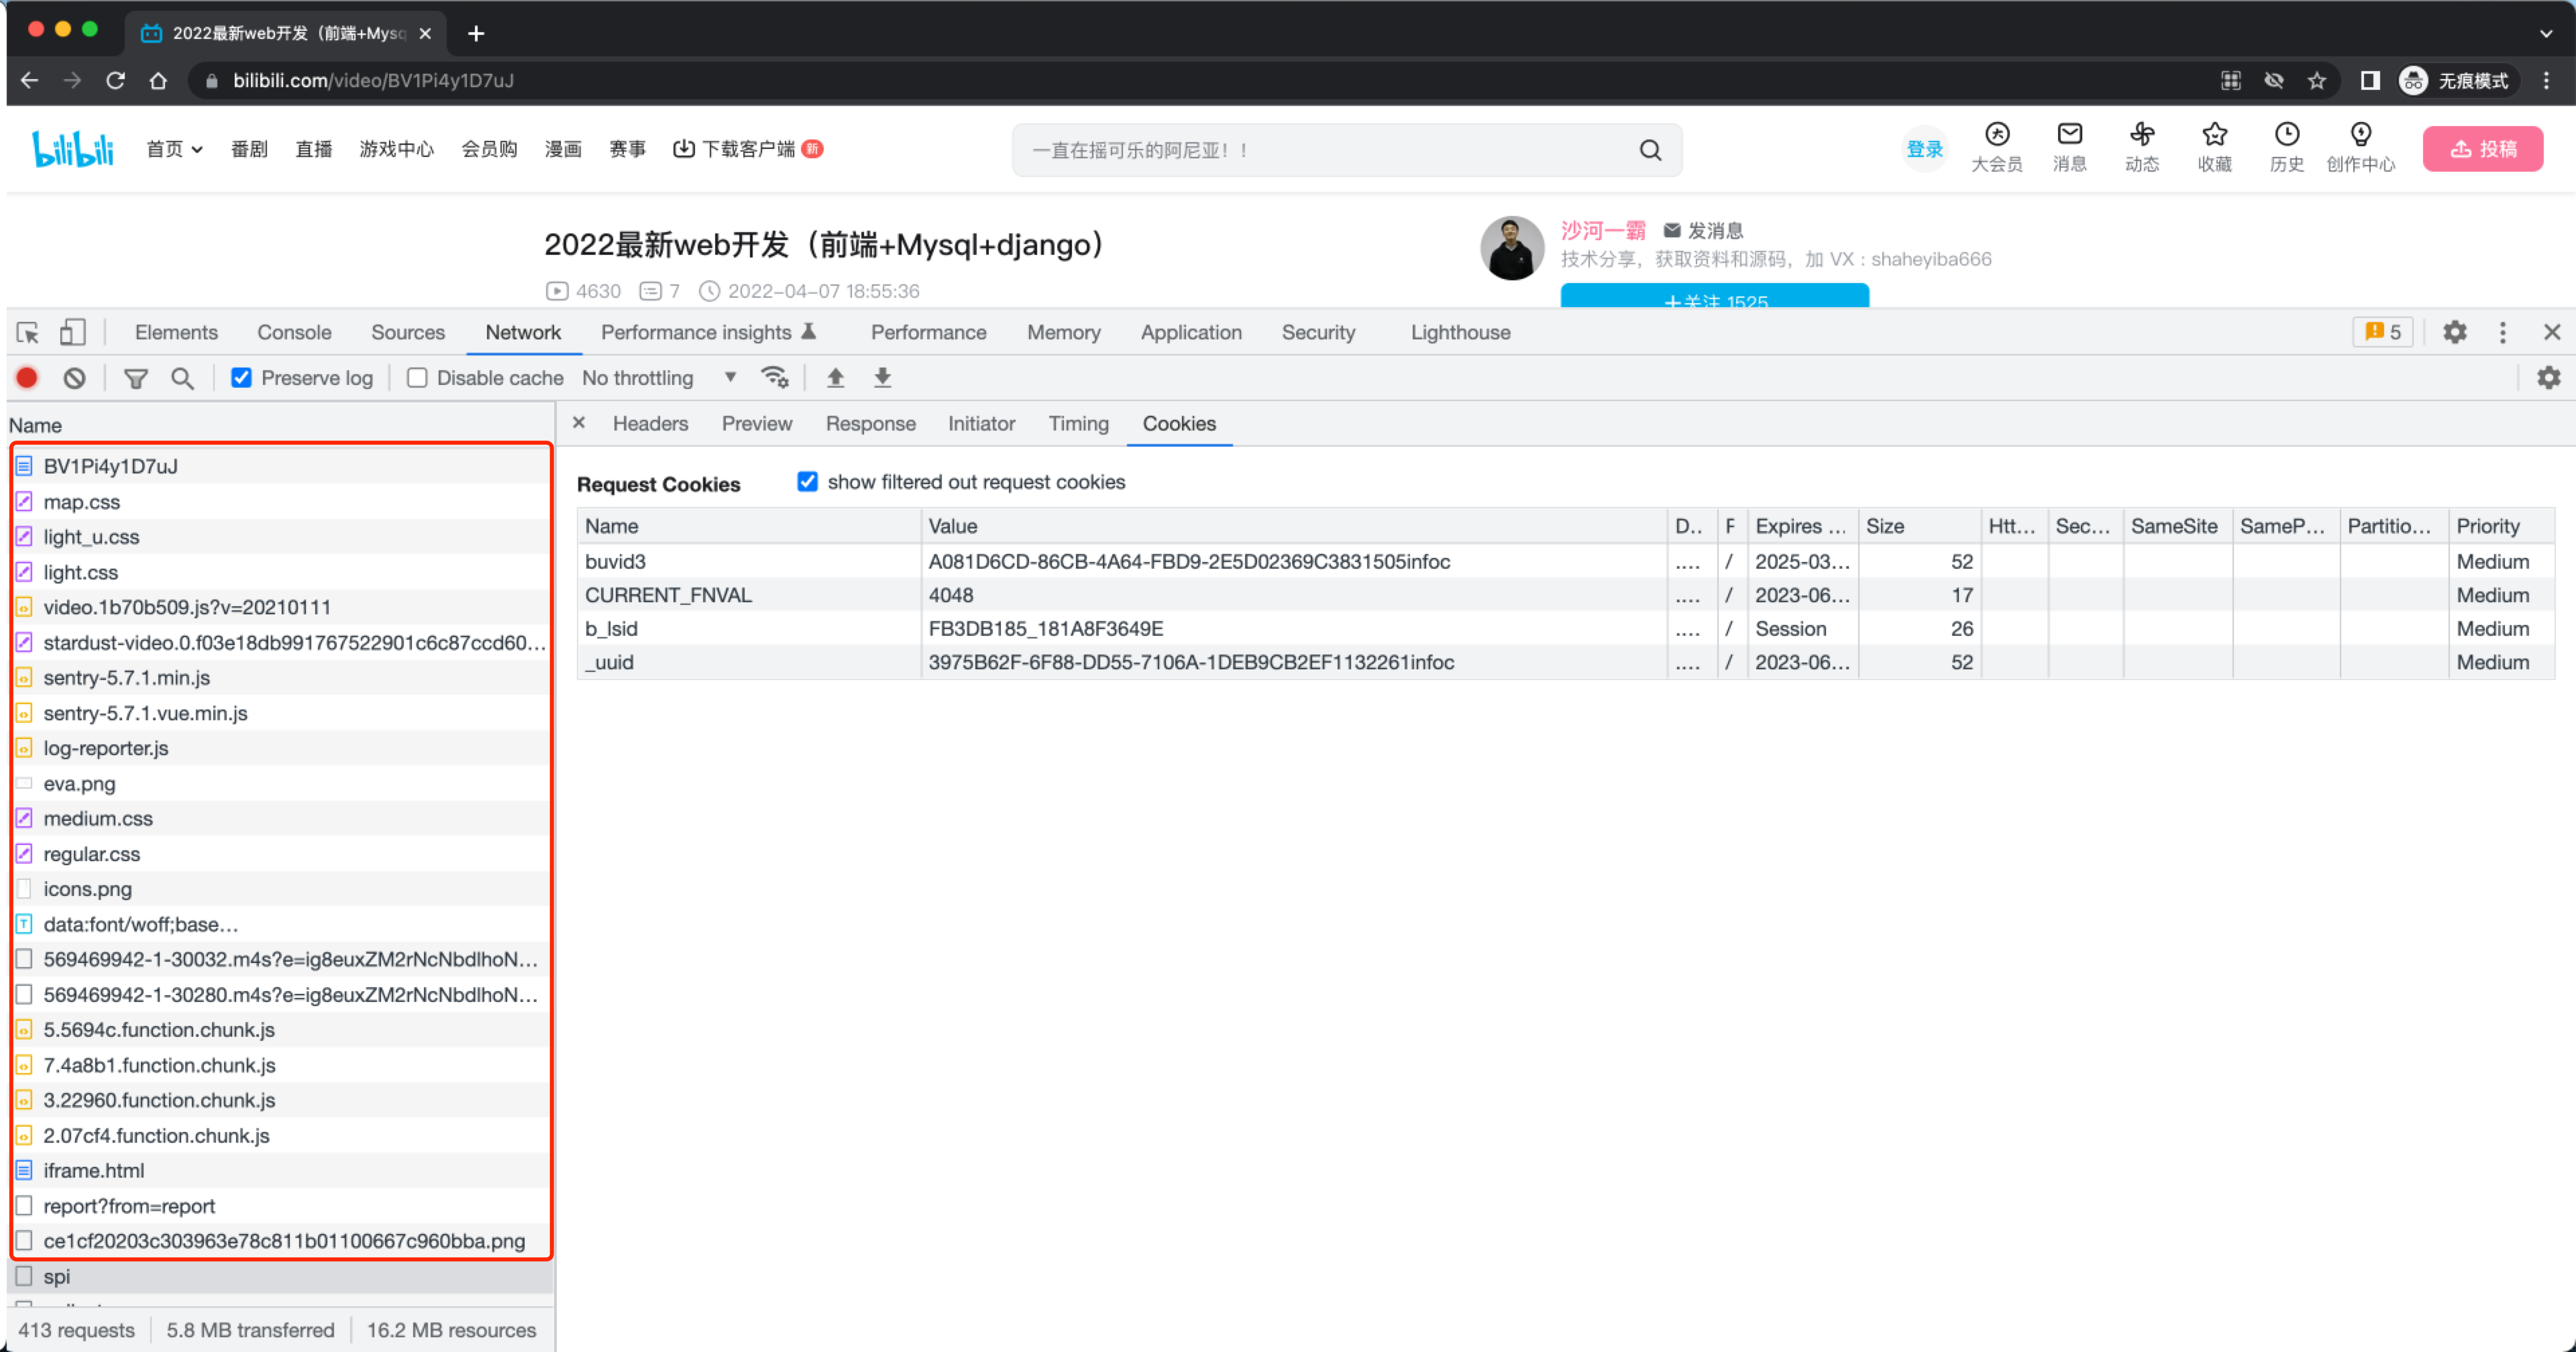 2022最新web开发（前端+Mysq
bilibili.com/video/BV1Pi4y1D7uJ
无痕模式
bilibili
首页 番剧 直播 游戏中心 会员购 漫画 赛事 下载客户端 新
一直在摇可乐的阿尼亚！！
登录 大会员 消息 动态 收藏 历史 创作中心 投稿
2022最新web开发（前端+Mysql+django）
4630 7 2022-04-07 18:55:36
沙河一霸 发消息
技术分享，获取资料和源码，加 VX：shaheyiba666
+关注 1525
Elements Console Sources Network Performance insights Performance Memory Application Security Lighthouse 5
Preserve log Disable cache No throttling
Name
BV1Pi4y1D7uJ
map.css
light_u.css
light.css
video.1b70b509.js?v=20210111
stardust-video.0.f03e18db991767522901c6c87ccd60...
sentry-5.7.1.min.js
sentry-5.7.1.vue.min.js
log-reporter.js
eva.png
medium.css
regular.css
icons.png
data:font/woff;base...
569469942-1-30032.m4s?e=ig8euxZM2rNcNbdlhoN...
569469942-1-30280.m4s?e=ig8euxZM2rNcNbdlhoN...
5.5694c.function.chunk.js
7.4a8b1.function.chunk.js
3.22960.function.chunk.js
2.07cf4.function.chunk.js
iframe.html
report?from=report
ce1cf20203c303963e78c811b01100667c960bba.png
spi
413 requests 5.8 MB transferred 16.2 MB resources
Headers Preview Response Initiator Timing Cookies
Request Cookies show filtered out request cookies
Name Value D.. F Expires ... Size Htt... Sec... SameSite SameP... Partitio... Priority
buvid3 A081D6CD-86CB-4A64-FBD9-2E5D02369C3831505infoc .... / 2025-03... 52 Medium
CURRENT_FNVAL 4048 .... / 2023-06... 17 Medium
b_lsid FB3DB185_181A8F3649E .... / Session 26 Medium
_uuid 3975B62F-6F88-DD55-7106A-1DEB9CB2EF1132261infoc .... / 2023-06... 52 Medium